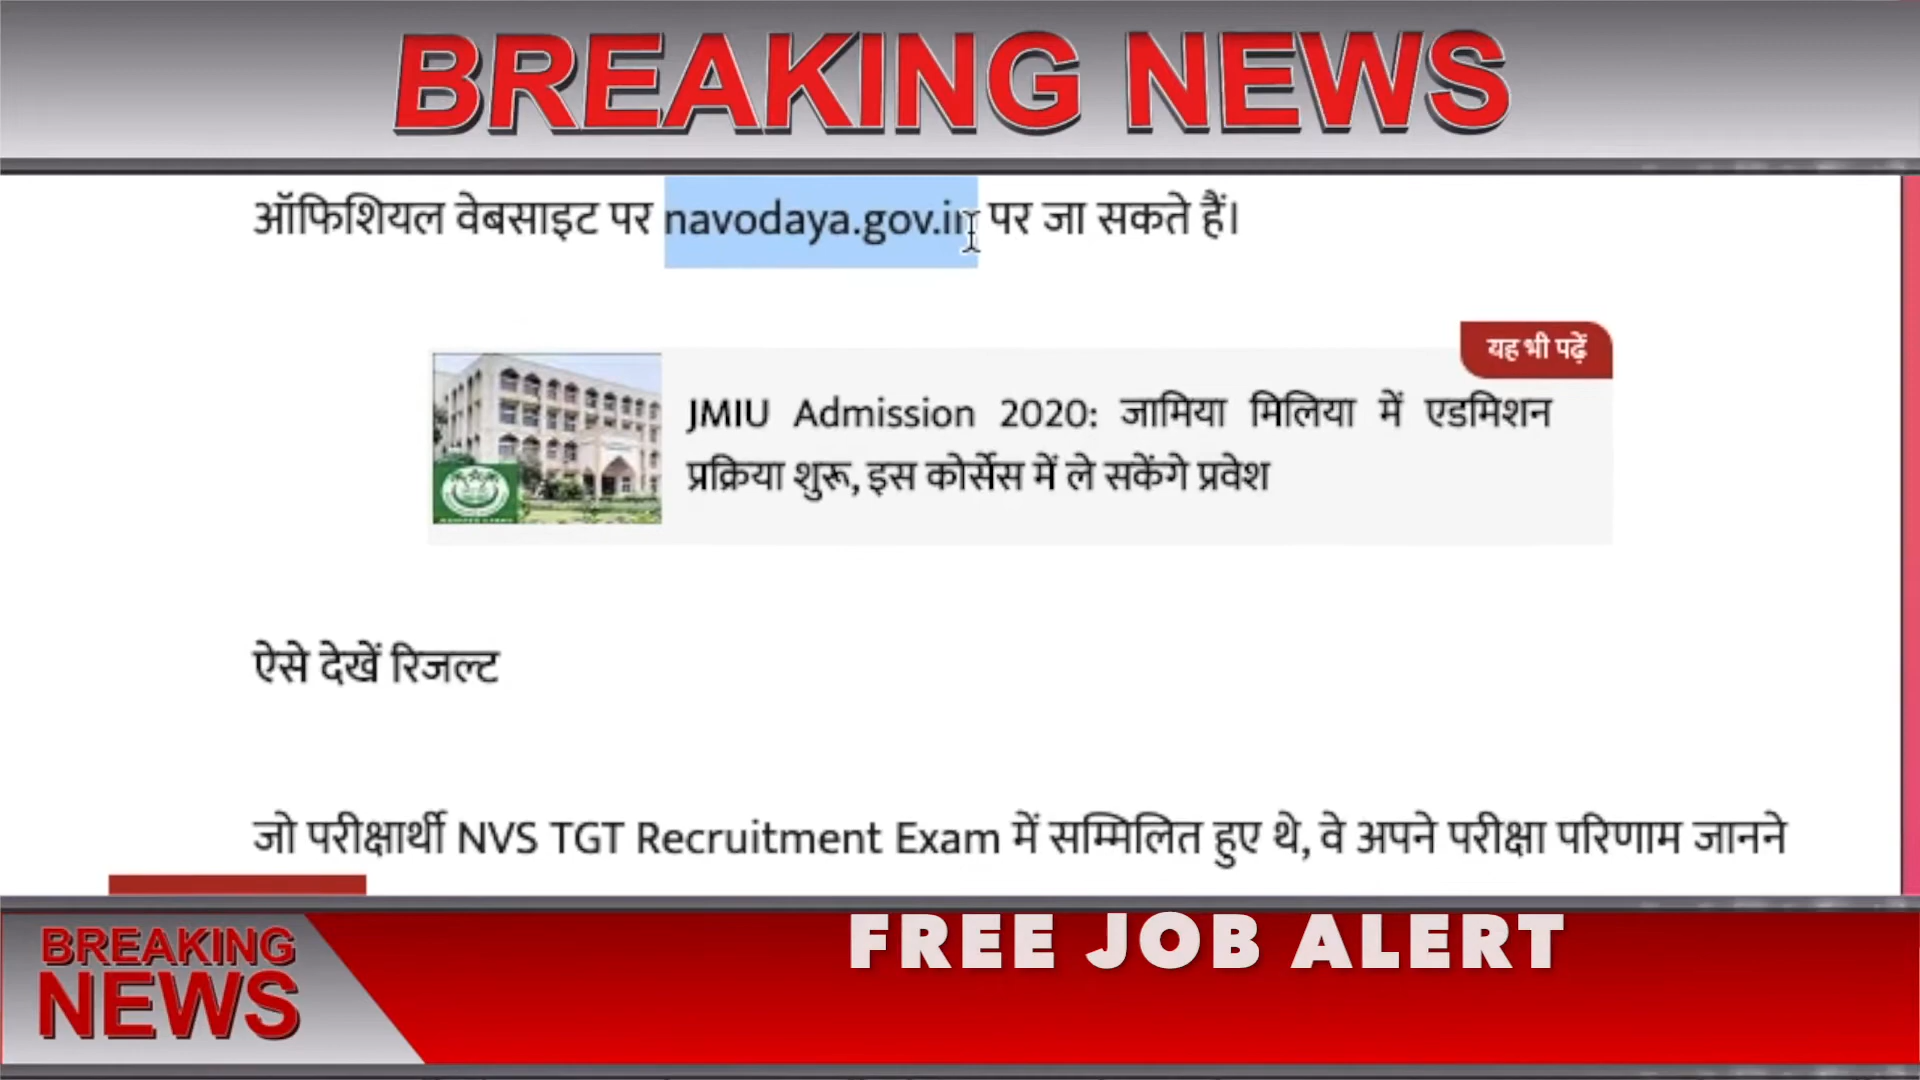 BREAKING NEWS
ऑफिशियल वेबसाइट पर navodaya.gov.in पर जा सकते हैं।
यह भी पढ़ें
JMIU Admission 2020: जामिया मिलिया में एडमिशन
प्रक्रिया शुरू, इस कोर्सेस में ले सकेंगे प्रवेश
ऐसे देखें रिजल्ट
जो परीक्षार्थी NVS TGT Recruitment Exam में सम्मिलित हुए थे, वे अपने परीक्षा परिणाम जानने
FREE JOB ALERT
BREAKING
NEWS